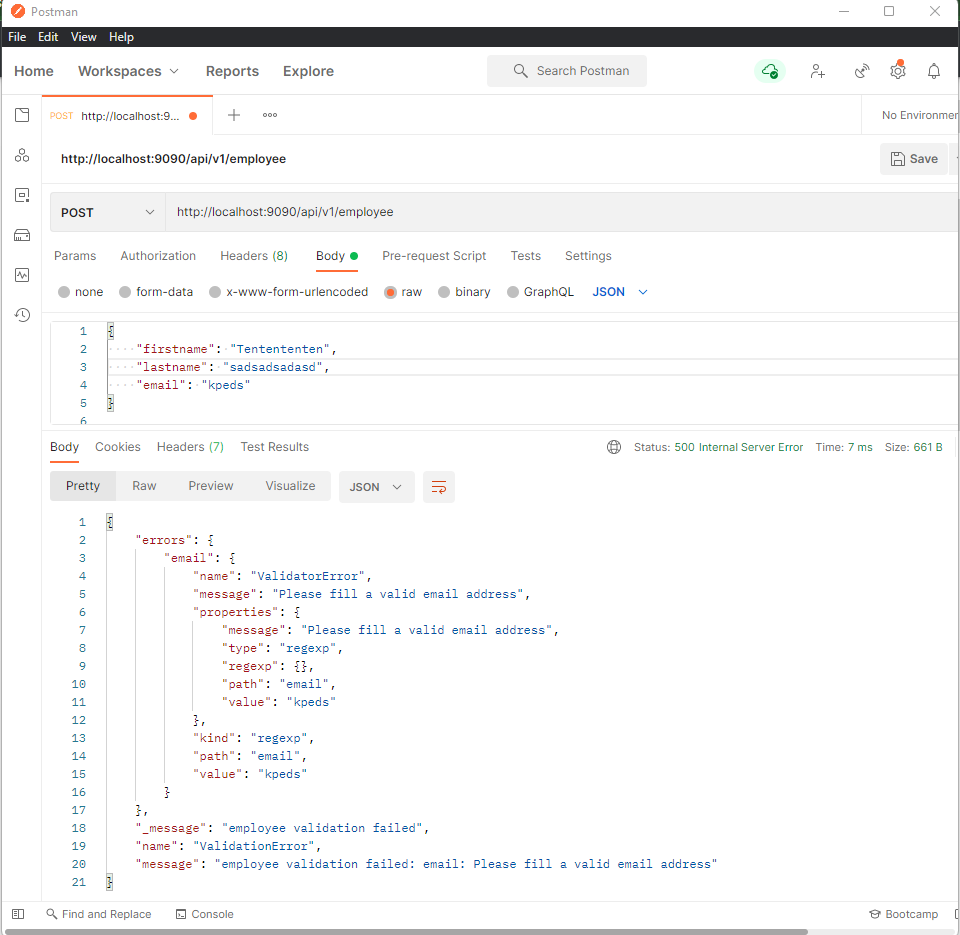 Postman
File Edit View Help
Home Workspaces Reports Explore Search Postman
POST http://localhost:9... No Environmen
http://localhost:9090/api/v1/employee Save
POST http://localhost:9090/api/v1/employee
Params Authorization Headers (8) Body Pre-request Script Tests Settings
none form-data x-www-form-urlencoded raw binary GraphQL JSON
1 {
2 "firstname": "Tentententen",
3 "lastname": "sadsadsadasd",
4 "email": "kpeds"
5 }
6
Body Cookies Headers (7) Test Results Status: 500 Internal Server Error Time: 7 ms Size: 661 B
Pretty Raw Preview Visualize JSON
1 {
2 "errors": {
3 "email": {
4 "name": "ValidatorError",
5 "message": "Please fill a valid email address",
6 "properties": {
7 "message": "Please fill a valid email address",
8 "type": "regexp",
9 "regexp": {},
10 "path": "email",
11 "value": "kpeds"
12 },
13 "kind": "regexp",
14 "path": "email",
15 "value": "kpeds"
16 }
17 },
18 "_message": "employee validation failed",
19 "name": "ValidationError",
20 "message": "employee validation failed: email: Please fill a valid email address"
21 }
Find and Replace Console Bootcamp